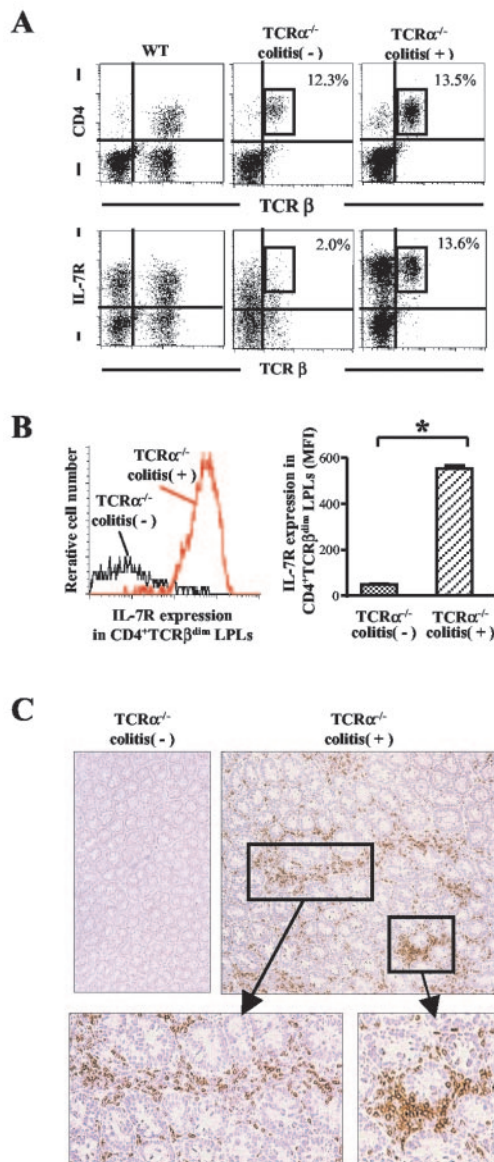 A
WT
TCRα-/-
colitis( - )
TCRα-/-
colitis( + )
12.3%
13.5%
CD4
TCR β
2.0%
13.6%
IL-7R
TCR β
B
TCRα-/-
colitis( + )
TCRα-/-
colitis( - )
Rerative cell number
IL-7R expression
in CD4+TCRβdim LPLs
*
IL-7R expression in
CD4+TCRβdim LPLs (MFI)
600
400
200
0
TCRα-/-
colitis( - )
TCRα-/-
colitis( + )
C
TCRα-/-
colitis( - )
TCRα-/-
colitis( + )